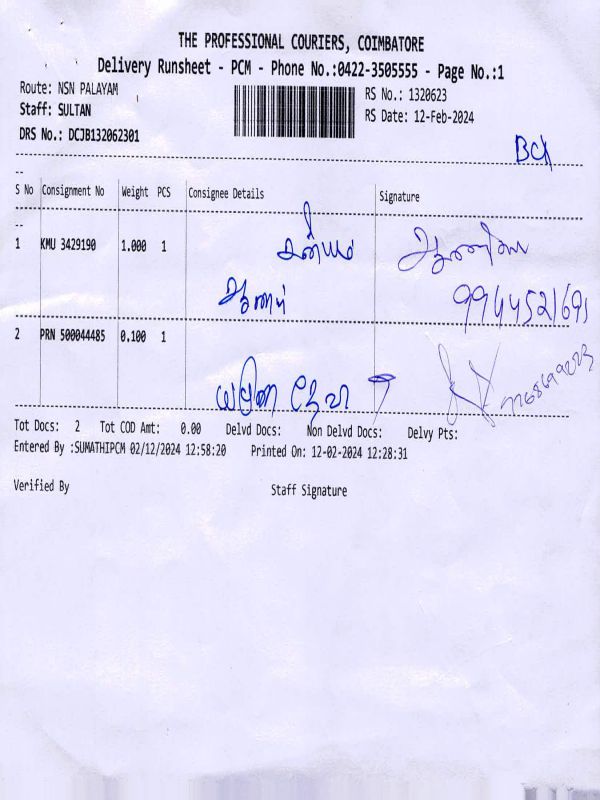 THE PROFESSIONAL COURIERS, COIMBATORE
Delivery Runsheet - PCM - Phone No.:0422-3505555 - Page No.:1
Route: NSN PALAYAM
RS No.: 1320623
Staff: SULTAN
RS Date: 12-Feb-2024
DRS No.: DCJB132062301
S No Consignment No Weight PCS Consignee Details Signature
1 KMU 3429190 1.000 1
9944521691
2 PRN 500044485 0.100 1
Tot Docs: 2 Tot COD Amt: 0.00 Delvd Docs: Non Delvd Docs: Delvy Pts:
Entered By :SUMATHIPCM 02/12/2024 12:58:20 Printed On: 12-02-2024 12:28:31
Verified By Staff Signature